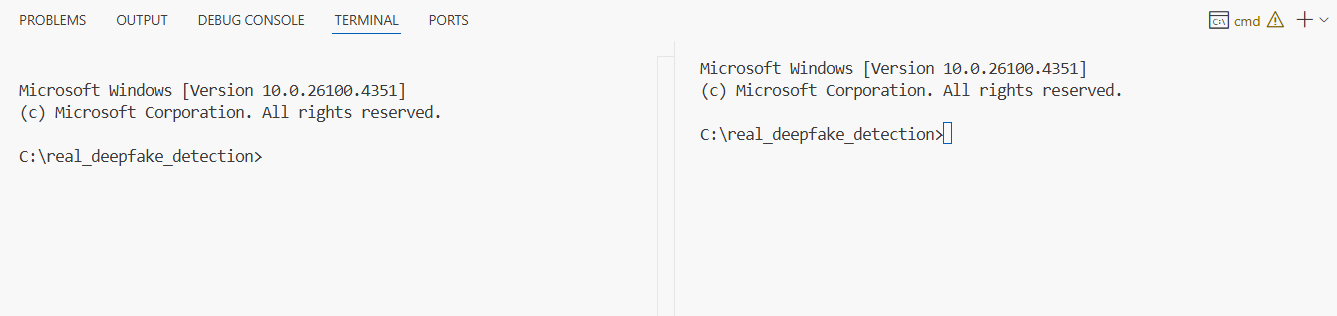 PROBLEMS OUTPUT DEBUG CONSOLE TERMINAL PORTS
cmd
Microsoft Windows [Version 10.0.26100.4351]
(c) Microsoft Corporation. All rights reserved.
C:\real_deepfake_detection>
Microsoft Windows [Version 10.0.26100.4351]
(c) Microsoft Corporation. All rights reserved.
C:\real_deepfake_detection>